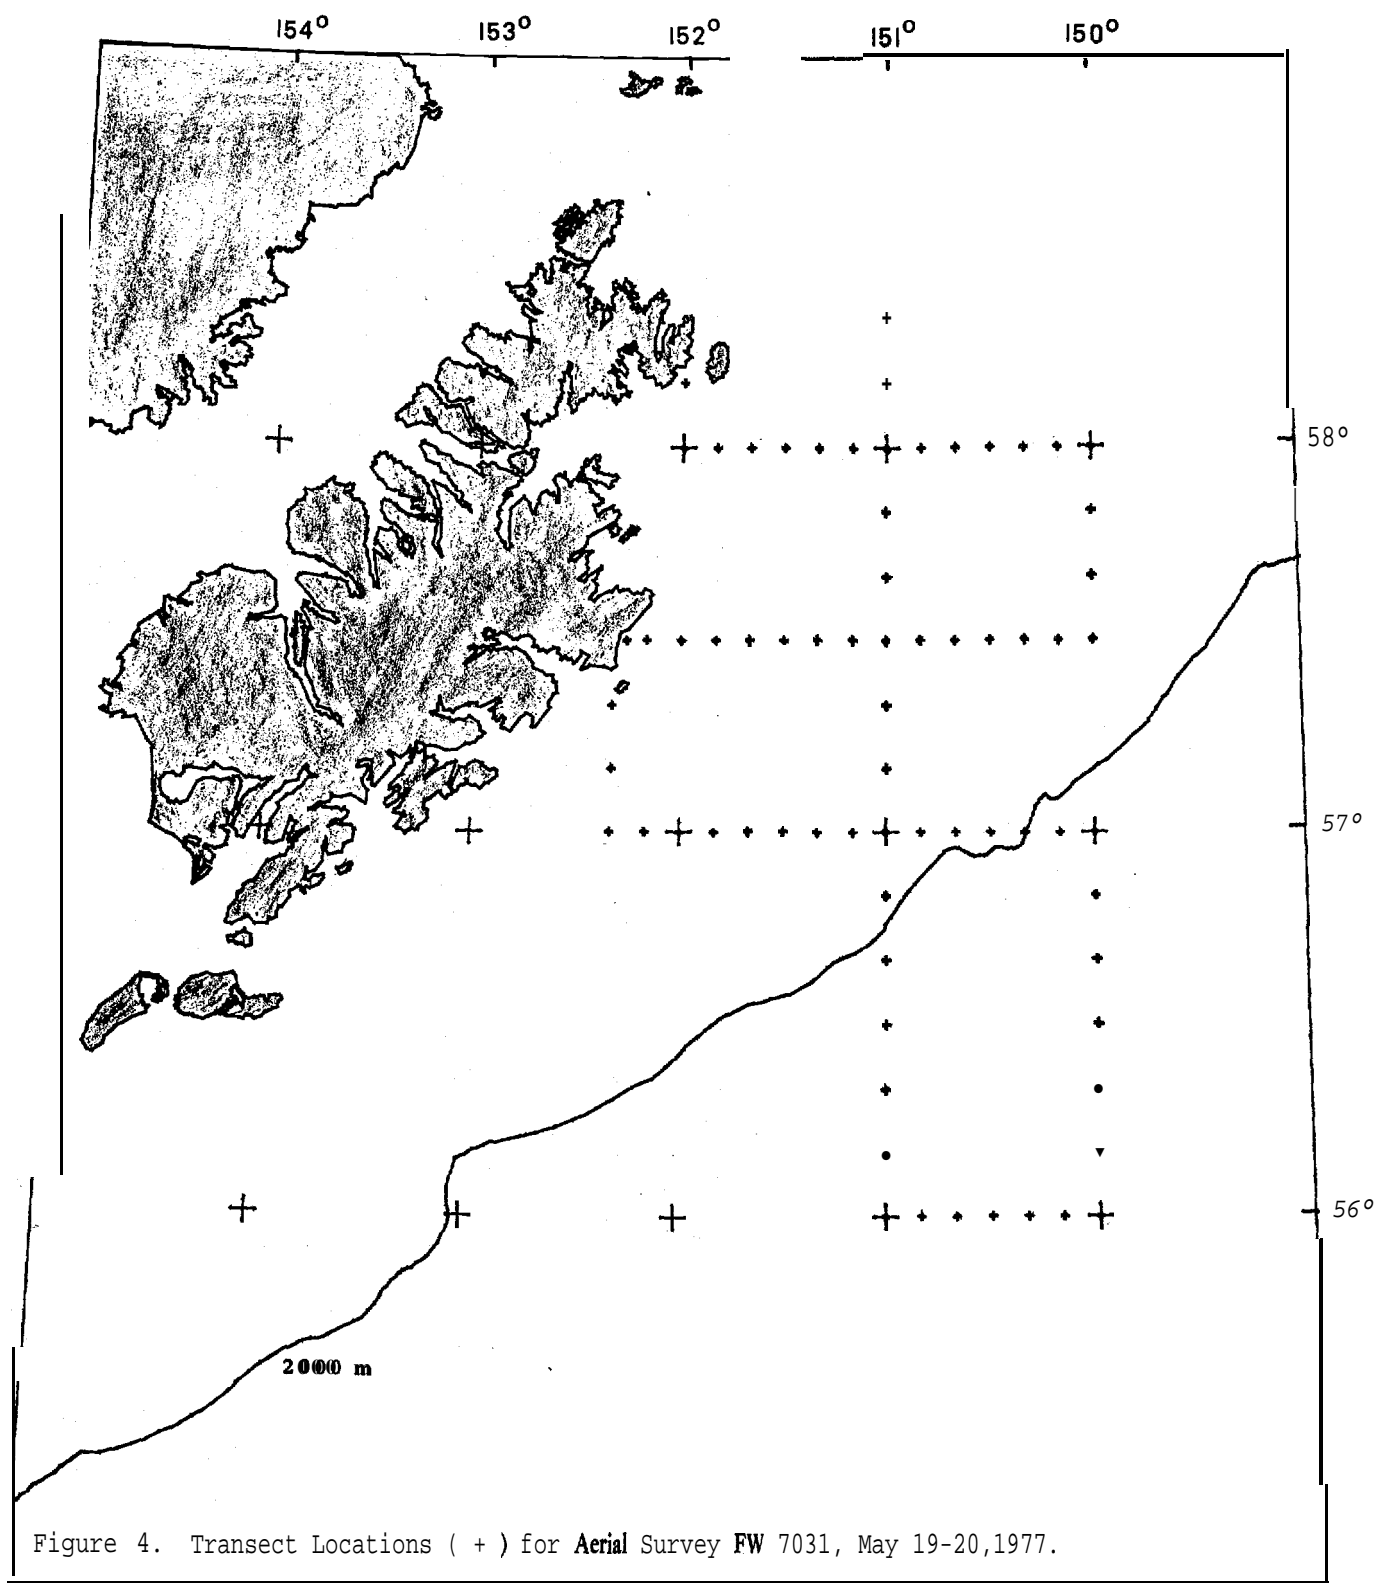 154° 153° 152° 151° 150°
58°
57°
56°
2000 m
Figure 4. Transect Locations ( + ) for Aerial Survey FW 7031, May 19-20,1977.